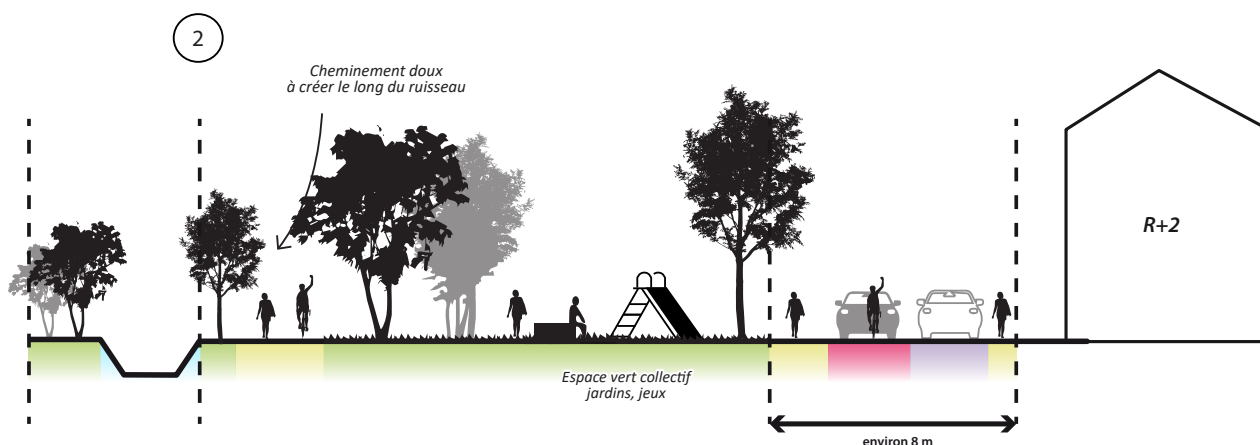 2
Cheminement doux
à créer le long du ruisseau
R+2
Espace vert collectif
jardins, jeux
environ 8 m